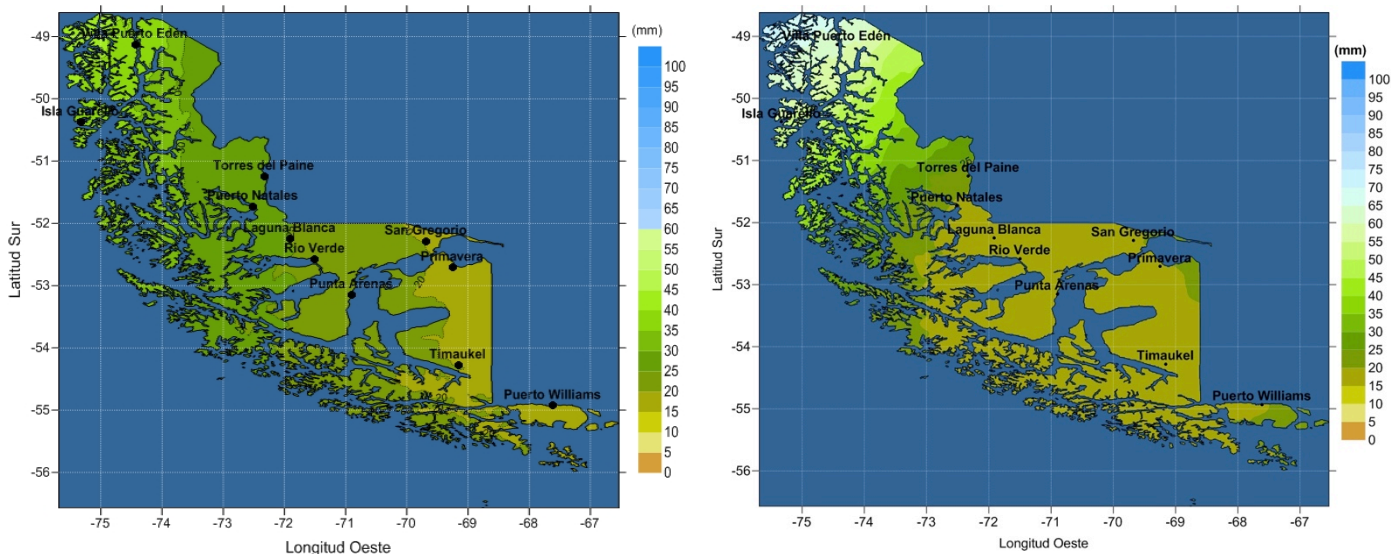 (mm)
-49
Villa Puerto Edén
100
95
-50
90
Isla Guarello
85
80
-51
75
Torres del Paine
70
Puerto Natales
65
-52
60
Laguna Blanca
San Gregorio
55
Rio Verde
Primavera
50
-53
Punta Arenas
45
20
40
35
-54
30
Timaukel
25
20
Puerto Williams
20
-55
15
10
5
-56
0
-75
-74
-73
-72
-71
-70
-69
-68
-67
Latitud Sur
Longitud Oeste
(mm)
-49
Villa Puerto Edén
100
95
-50
90
Isla Guarello
85
80
-51
75
Torres del Paine
70
Puerto Natales
65
-52
60
Laguna Blanca
San Gregorio
55
Rio Verde
Primavera
50
-53
Punta Arenas
45
40
35
-54
30
Timaukel
25
20
Puerto Williams
-55
15
10
5
-56
0
-75
-74
-73
-72
-71
-70
-69
-68
-67
Latitud Sur
Longitud Oeste